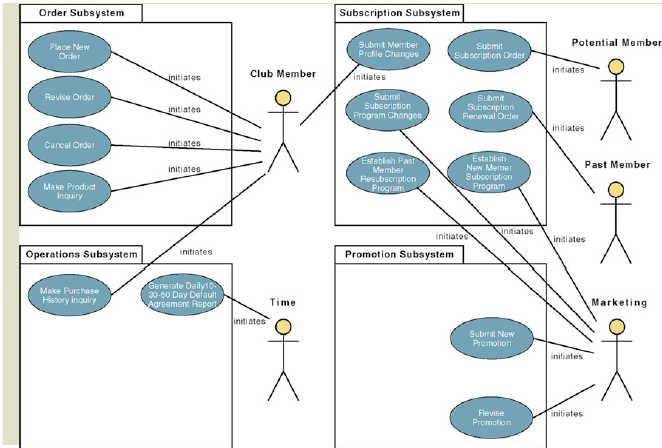 Order Subsystem
Place New
Order
Revise Order
Cancel Order
Make Product
Inquiry
initiates
initiates
initiates
initiates
Club Member
Subscription Subsystem
Submit Member
Profile Changes
initiates
Submit
Subscription
Program Changes
Establish Past
Member
Resubscription
Program
Submit
Subscription Order
Submit
Subscription
Renewal Order
Establish
New Memer
Subscription
Program
Potential Member
initiates
initiates
Past Member
initiates
initiates
initiates
Operations Subsystem
initiates
Make Purchase
History inquiry
Generate Daily10-
30-60 Day Default
Agreement Report
Time
initiates
Promotion Subsystem
Marketing
Submit New
Promotion
initiates
Revise
Promotion
initiates